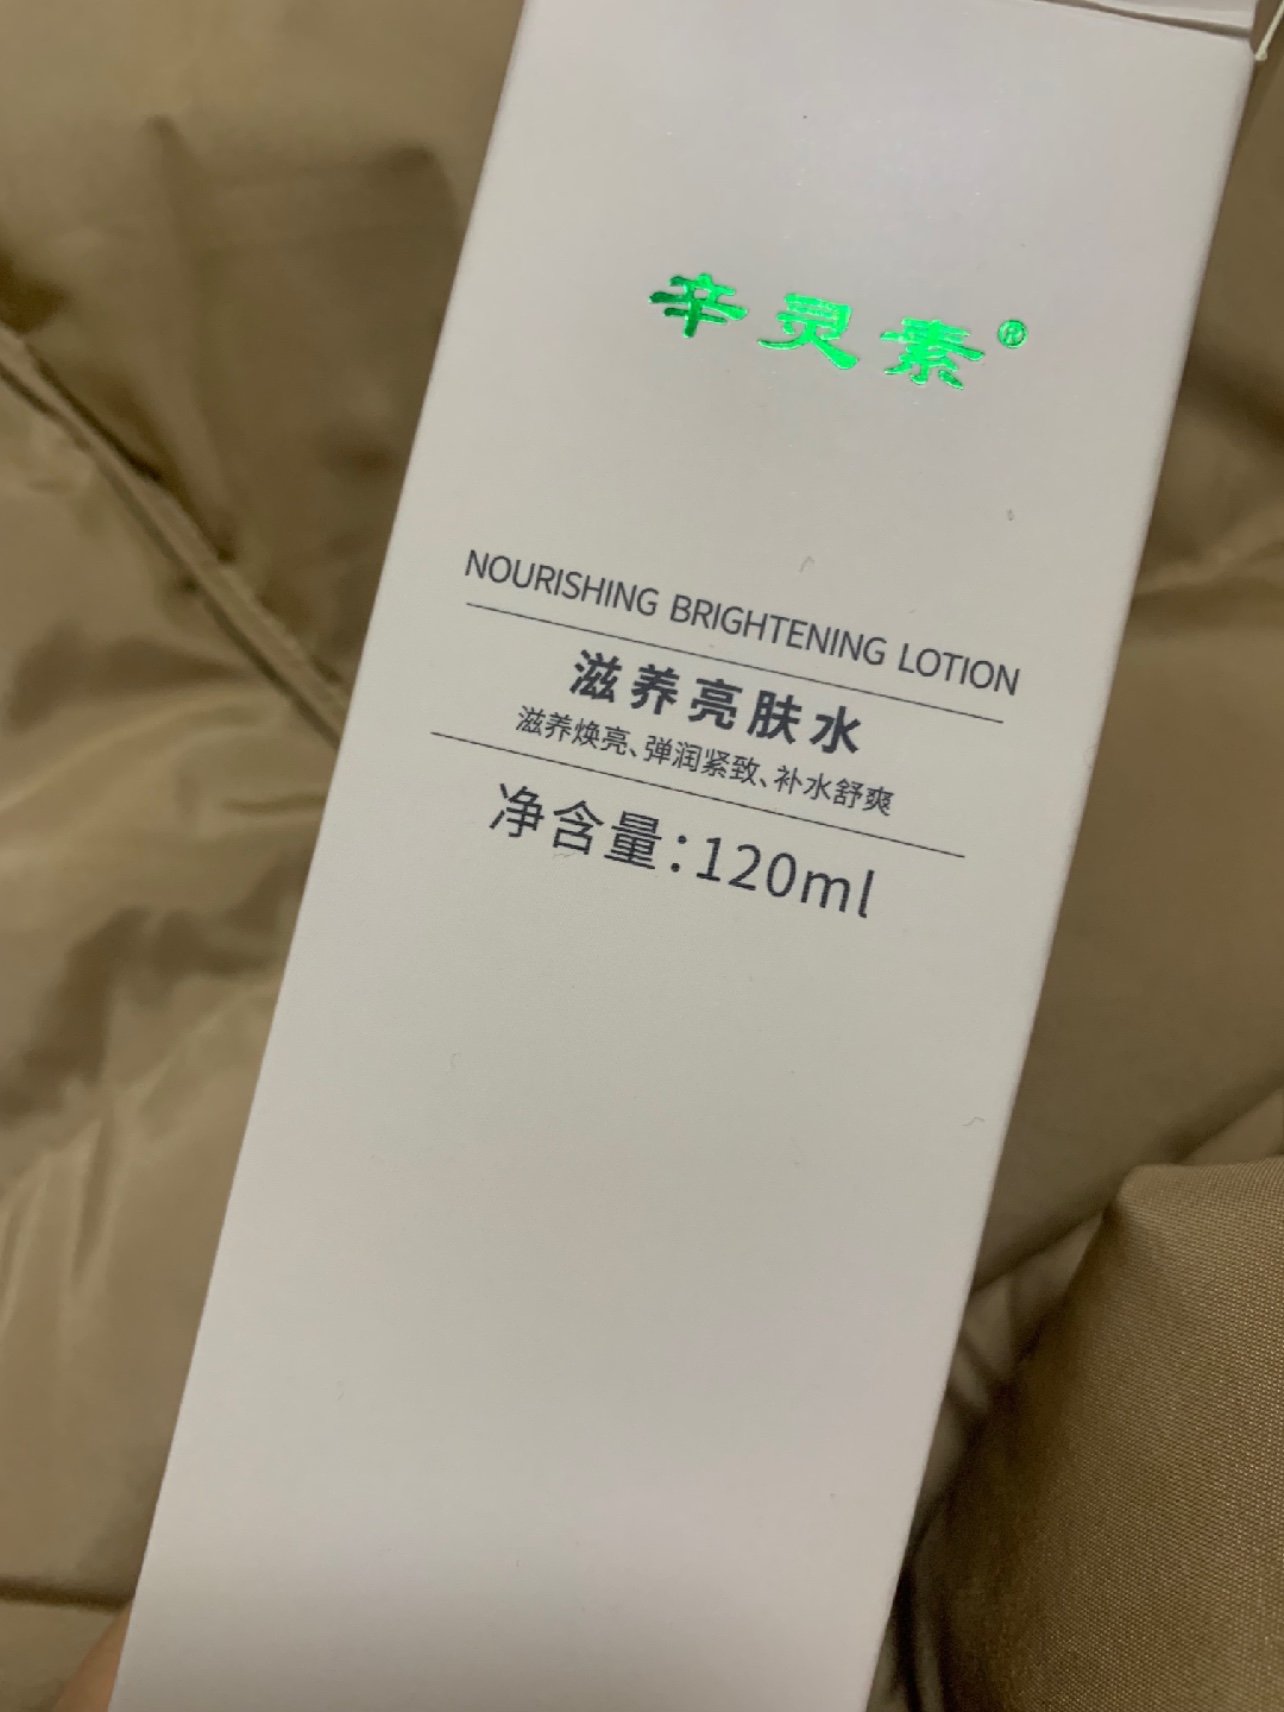 辛灵素®
NOURISHING BRIGHTENING LOTION
滋养亮肤水
滋养焕亮、弹润紧致、补水舒爽
净含量:120ml